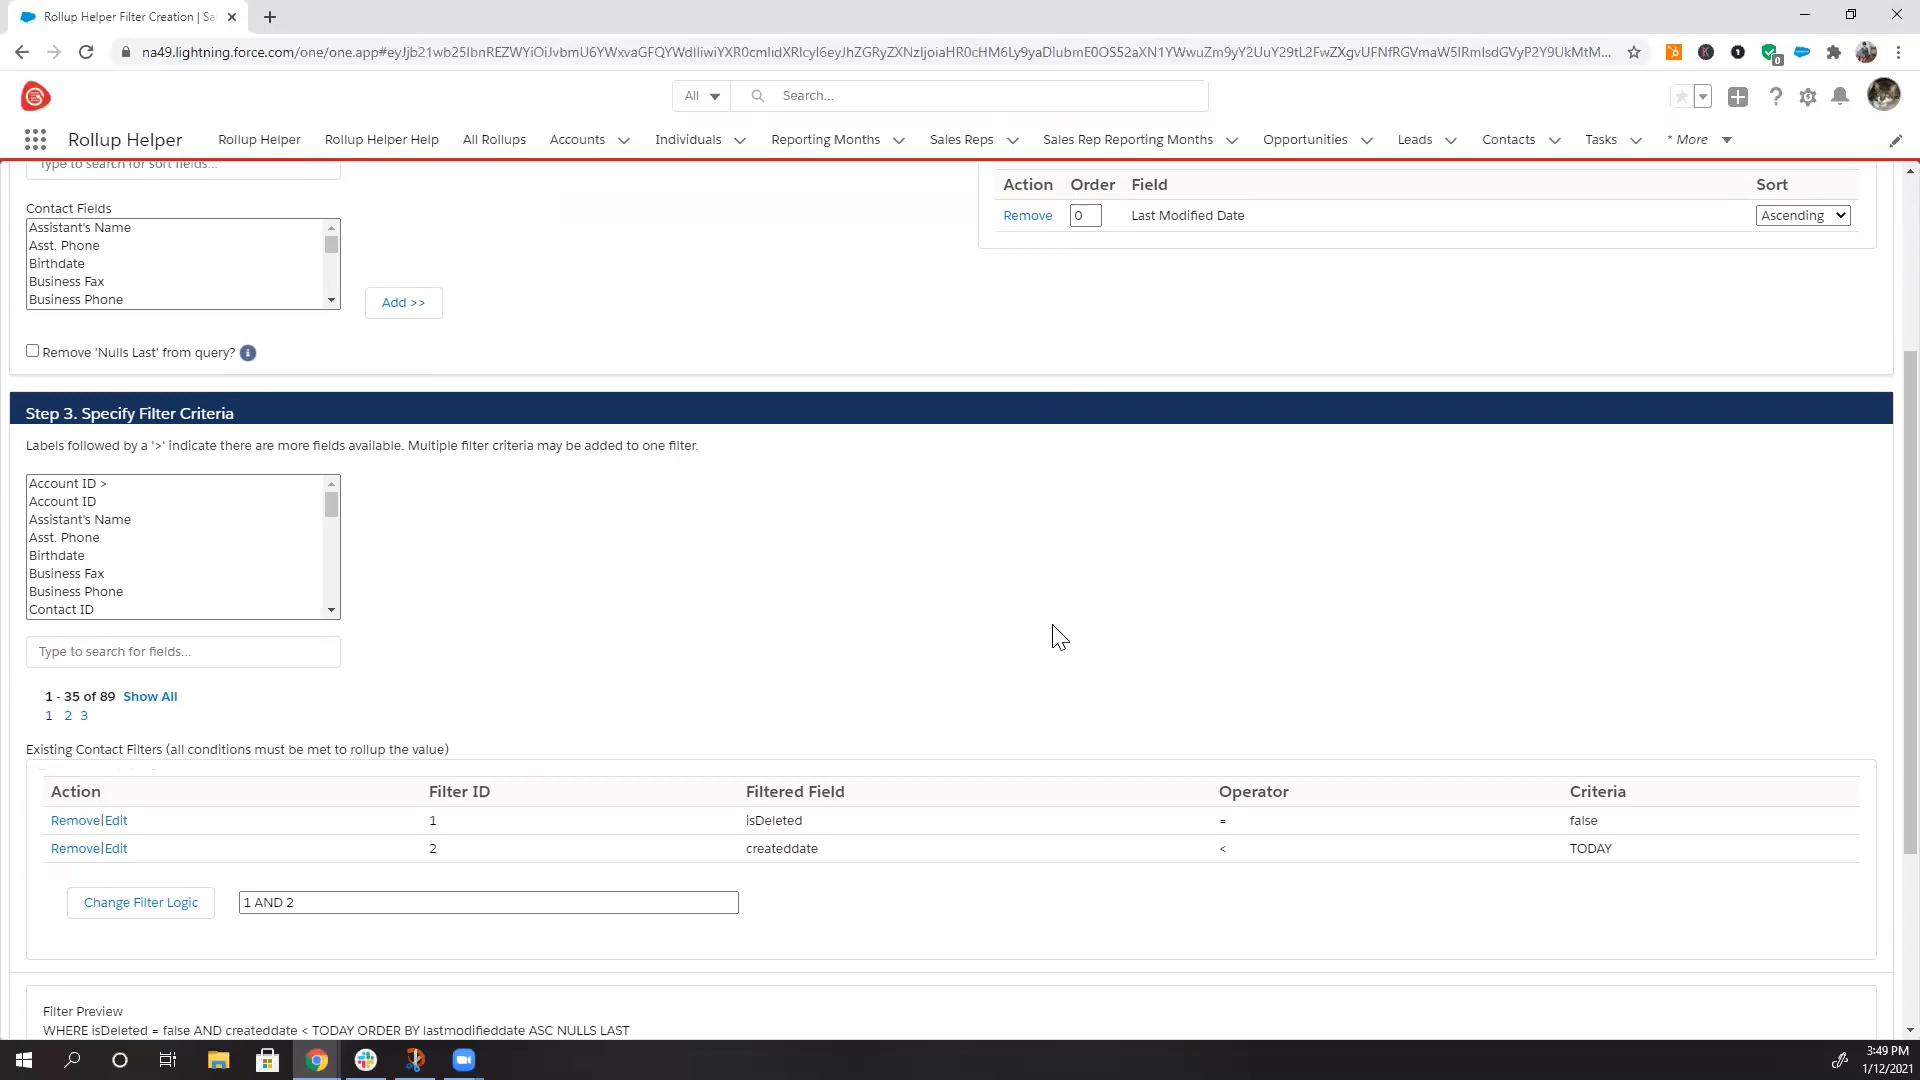 Rollup Helper Filter Creation | Sa
na49.lightning.force.com/one/one.app#
All
Search...
Rollup Helper
Rollup Helper
Rollup Helper Help
All Rollups
Accounts
Individuals
Reporting Months
Sales Reps
Sales Rep Reporting Months
Opportunities
Leads
Contacts
Tasks
* More
Type to search for sort fields...
Action Order Field Sort
Remove 0 Last Modified Date Ascending
Contact Fields
Assistant's Name
Asst. Phone
Birthdate
Business Fax
Business Phone
Add >>
Remove 'Nulls Last' from query?
Step 3. Specify Filter Criteria
Labels followed by a '>' indicate there are more fields available. Multiple filter criteria may be added to one filter.
Account ID >
Account ID
Assistant's Name
Asst. Phone
Birthdate
Business Fax
Business Phone
Contact ID
Type to search for fields...
1 - 35 of 89 Show All
1 2 3
Existing Contact Filters (all conditions must be met to rollup the value)
Action Filter ID Filtered Field Operator Criteria
Remove|Edit 1 isDeleted = false
Remove|Edit 2 createddate < TODAY
Change Filter Logic 1 AND 2
Filter Preview
WHERE isDeleted = false AND createddate < TODAY ORDER BY lastmodifieddate ASC NULLS LAST
3:49 PM
1/12/2021